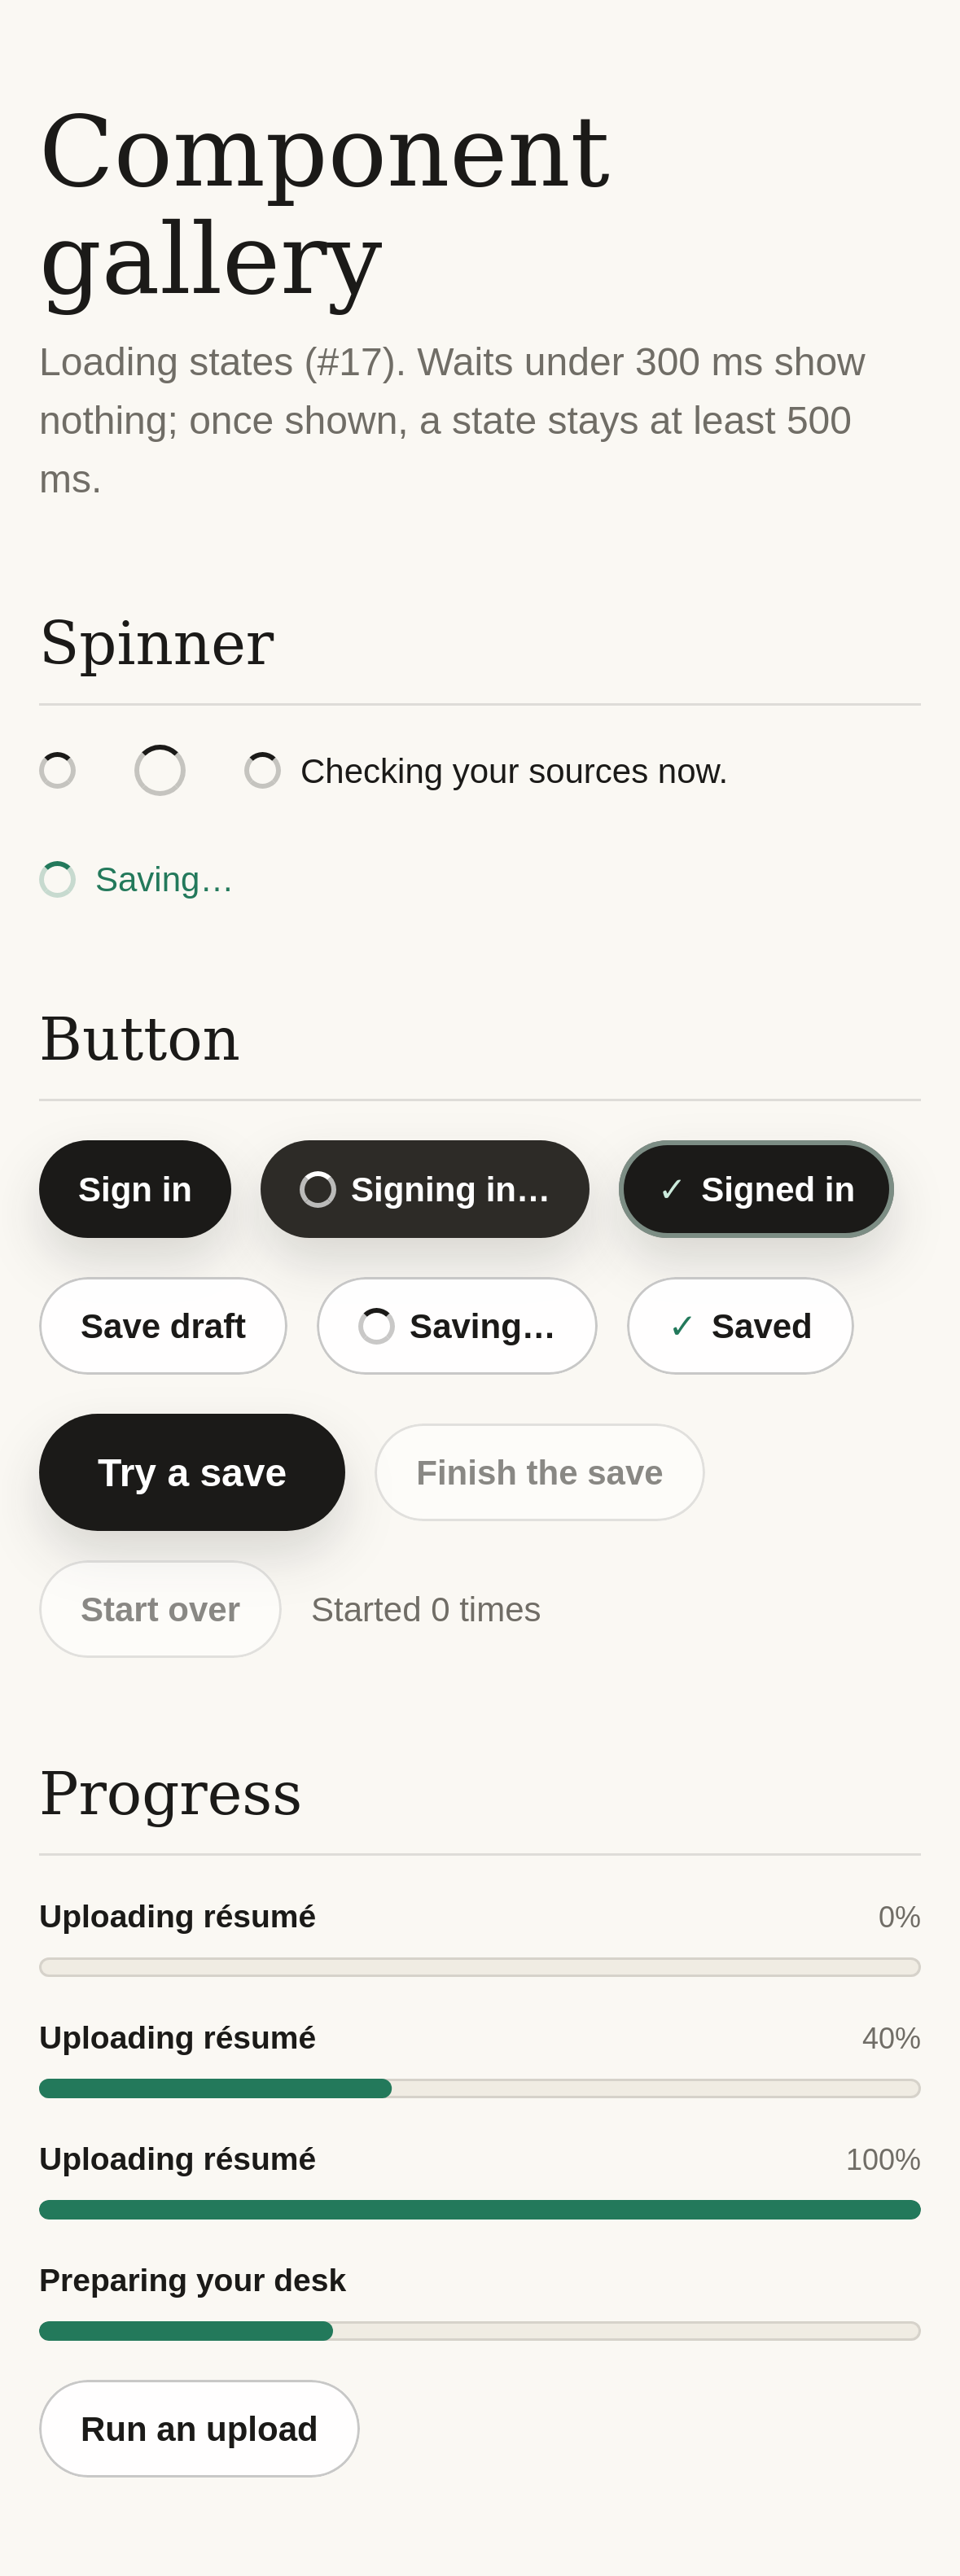 Component
gallery
Loading states (#17). Waits under 300 ms show
nothing; once shown, a state stays at least 500
ms.
Spinner
Checking your sources now.
Saving…
Button
Sign in
Signing in…
✓ Signed in
Save draft
Saving…
✓ Saved
Try a save
Finish the save
Start over
Started 0 times
Progress
Uploading résumé 0%
Uploading résumé 40%
Uploading résumé 100%
Preparing your desk
Run an upload